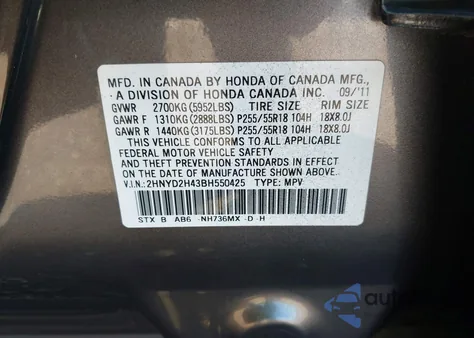 MFD. IN CANADA BY HONDA OF CANADA MFG.,
A DIVISION OF HONDA CANADA INC. 09/'11
GVWR 2700KG (5952LBS) TIRE SIZE RIM SIZE
GAWR F 1310KG (2888LBS) P255/55R18 104H 18X8.0J
GAWR R 1440KG (3175LBS) P255/55R18 104H 18X8.0J
THIS VEHICLE CONFORMS TO ALL APPLICABLE
FEDERAL MOTOR VEHICLE SAFETY, BUMPER,
AND THEFT PREVENTION STANDARDS IN EFFECT
ON THE DATE OF MANUFACTURE SHOWN ABOVE.
V.I.N.: 2HNYD2H43BH550425 TYPE: MPV
STX B AB6 -NH736MX -D -H